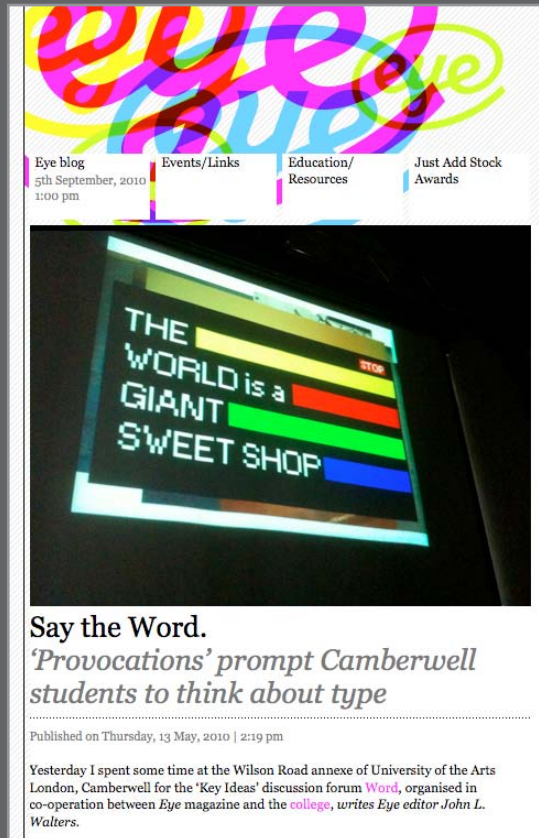 eye
eye
eye
eye
Eye blog
5th September, 2010
1:00 pm
Events/Links
Education/
Resources
Just Add Stock
Awards
THE
STOP
WORLD is a
GIANT
SWEET SHOP
Say the Word.
‘Provocations’ prompt Camberwell
students to think about type
Published on Thursday, 13 May, 2010 | 2:19 pm
Yesterday I spent some time at the Wilson Road annexe of University of the Arts
London, Camberwell for the ‘Key Ideas’ discussion forum Word, organised in
co-operation between Eye magazine and the college, writes Eye editor John L.
Walters.